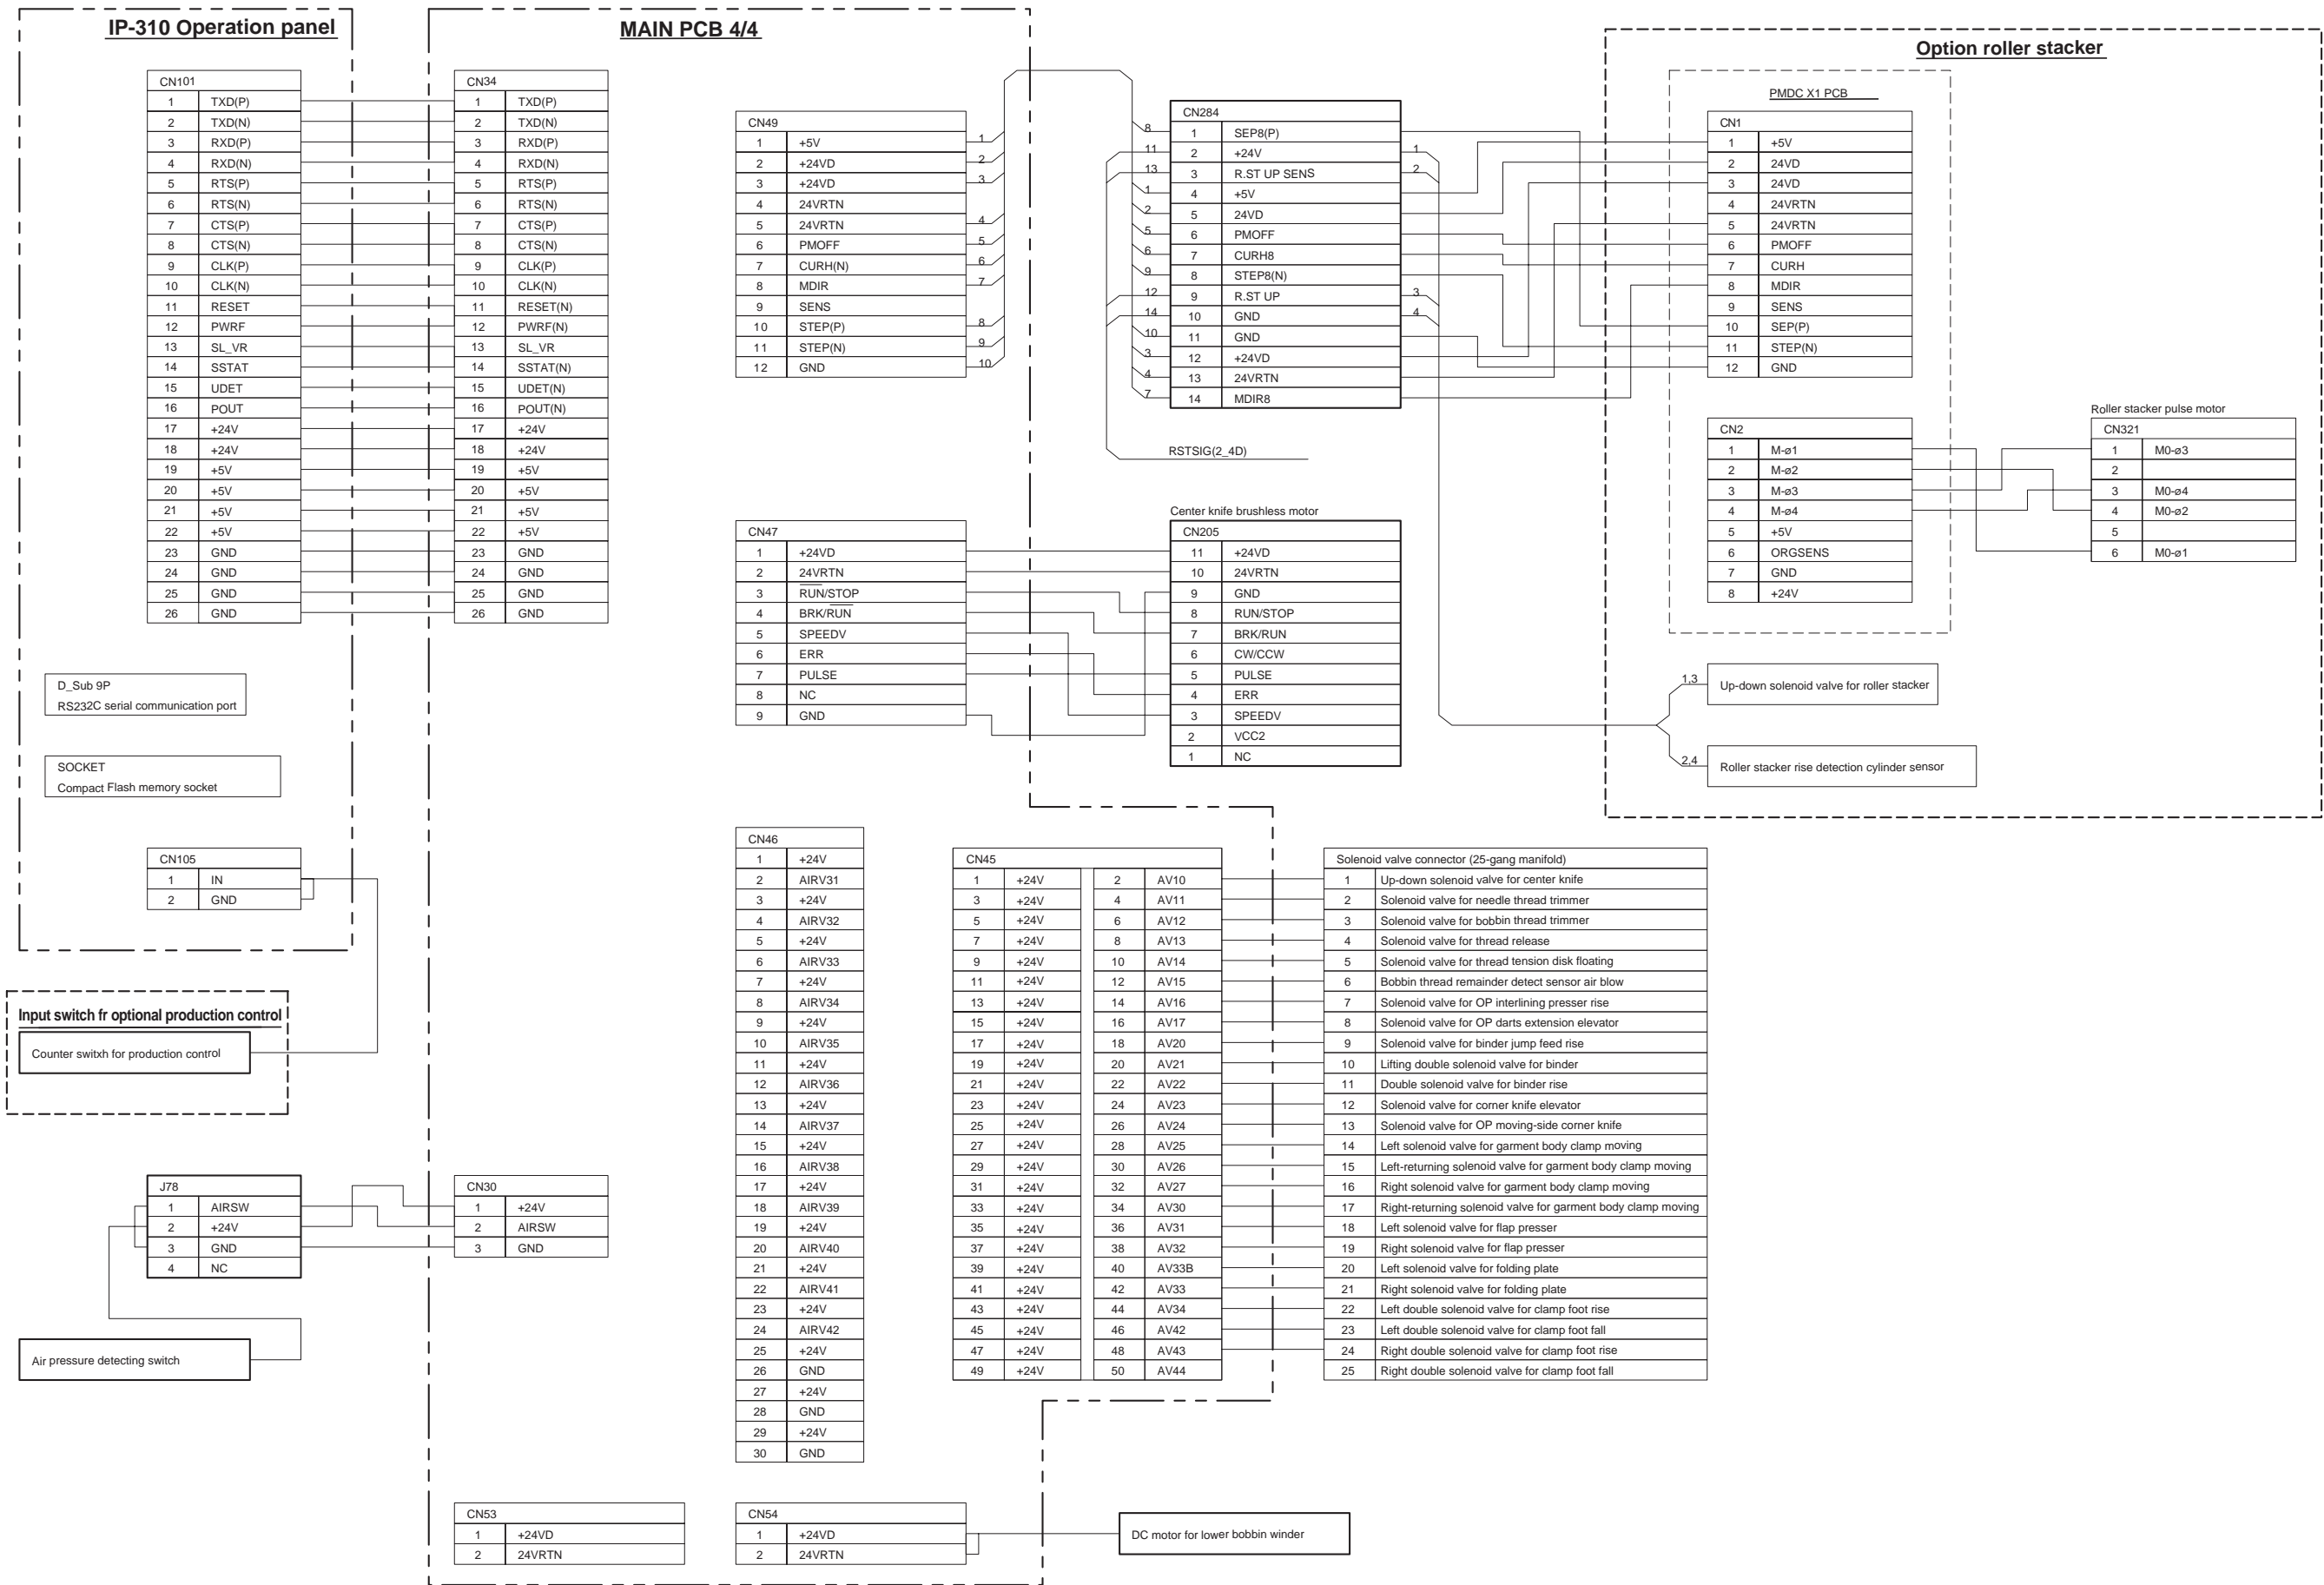 IP-310 Operation panel
MAIN PCB 4/4
Option roller stacker
CN101
1 TXD(P)
2 TXD(N)
3 RXD(P)
4 RXD(N)
5 RTS(P)
6 RTS(N)
7 CTS(P)
8 CTS(N)
9 CLK(P)
10 CLK(N)
11 RESET
12 PWRF
13 SL_VR
14 SSTAT
15 UDET
16 POUT
17 +24V
18 +24V
19 +5V
20 +5V
21 +5V
22 +5V
23 GND
24 GND
25 GND
26 GND
CN34
1 TXD(P)
2 TXD(N)
3 RXD(P)
4 RXD(N)
5 RTS(P)
6 RTS(N)
7 CTS(P)
8 CTS(N)
9 CLK(P)
10 CLK(N)
11 RESET(N)
12 PWRF(N)
13 SL_VR
14 SSTAT(N)
15 UDET(N)
16 POUT(N)
17 +24V
18 +24V
19 +5V
20 +5V
21 +5V
22 +5V
23 GND
24 GND
25 GND
26 GND
CN49
1 +5V
2 +24VD
3 +24VD
4 24VRTN
5 24VRTN
6 PMOFF
7 CURH(N)
8 MDIR
9 SENS
10 STEP(P)
11 STEP(N)
12 GND
1
2
3
4
5
6
7
8
9
10
8
11
13
1
2
5
6
9
12
14
10
3
4
7
CN284
1 SEP8(P)
2 +24V
3 R.ST UP SENS
4 +5V
5 24VD
6 PMOFF
7 CURH8
8 STEP8(N)
9 R.ST UP
10 GND
11 GND
12 +24VD
13 24VRTN
14 MDIR8
1
2
3
4
RSTSIG(2_4D)
PMDC X1 PCB
CN1
1 +5V
2 24VD
3 24VD
4 24VRTN
5 24VRTN
6 PMOFF
7 CURH
8 MDIR
9 SENS
10 SEP(P)
11 STEP(N)
12 GND
CN2
1 M-ø1
2 M-ø2
3 M-ø3
4 M-ø4
5 +5V
6 ORGSENS
7 GND
8 +24V
Roller stacker pulse motor
CN321
1 M0-ø3
2
3 M0-ø4
4 M0-ø2
5
6 M0-ø1
CN47
1 +24VD
2 24VRTN
3 RUN/STOP
4 BRK/RUN
5 SPEEDV
6 ERR
7 PULSE
8 NC
9 GND
Center knife brushless motor
CN205
11 +24VD
10 24VRTN
9 GND
8 RUN/STOP
7 BRK/RUN
6 CW/CCW
5 PULSE
4 ERR
3 SPEEDV
2 VCC2
1 NC
1,3
Up-down solenoid valve for roller stacker
2,4
Roller stacker rise detection cylinder sensor
D_Sub 9P
RS232C serial communication port
SOCKET
Compact Flash memory socket
CN105
1 IN
2 GND
Input switch fr optional production control
Counter switxh for production control
J78
1 AIRSW
2 +24V
3 GND
4 NC
CN30
1 +24V
2 AIRSW
3 GND
Air pressure detecting switch
CN46
1 +24V
2 AIRV31
3 +24V
4 AIRV32
5 +24V
6 AIRV33
7 +24V
8 AIRV34
9 +24V
10 AIRV35
11 +24V
12 AIRV36
13 +24V
14 AIRV37
15 +24V
16 AIRV38
17 +24V
18 AIRV39
19 +24V
20 AIRV40
21 +24V
22 AIRV41
23 +24V
24 AIRV42
25 +24V
26 GND
27 +24V
28 GND
29 +24V
30 GND
CN45
1 +24V 2 AV10
3 +24V 4 AV11
5 +24V 6 AV12
7 +24V 8 AV13
9 +24V 10 AV14
11 +24V 12 AV15
13 +24V 14 AV16
15 +24V 16 AV17
17 +24V 18 AV20
19 +24V 20 AV21
21 +24V 22 AV22
23 +24V 24 AV23
25 +24V 26 AV24
27 +24V 28 AV25
29 +24V 30 AV26
31 +24V 32 AV27
33 +24V 34 AV30
35 +24V 36 AV31
37 +24V 38 AV32
39 +24V 40 AV33B
41 +24V 42 AV33
43 +24V 44 AV34
45 +24V 46 AV42
47 +24V 48 AV43
49 +24V 50 AV44
Solenoid valve connector (25-gang manifold)
1 Up-down solenoid valve for center knife
2 Solenoid valve for needle thread trimmer
3 Solenoid valve for bobbin thread trimmer
4 Solenoid valve for thread release
5 Solenoid valve for thread tension disk floating
6 Bobbin thread remainder detect sensor air blow
7 Solenoid valve for OP interlining presser rise
8 Solenoid valve for OP darts extension elevator
9 Solenoid valve for binder jump feed rise
10 Lifting double solenoid valve for binder
11 Double solenoid valve for binder rise
12 Solenoid valve for corner knife elevator
13 Solenoid valve for OP moving-side corner knife
14 Left solenoid valve for garment body clamp moving
15 Left-returning solenoid valve for garment body clamp moving
16 Right solenoid valve for garment body clamp moving
17 Right-returning solenoid valve for garment body clamp moving
18 Left solenoid valve for flap presser
19 Right solenoid valve for flap presser
20 Left solenoid valve for folding plate
21 Right solenoid valve for folding plate
22 Left double solenoid valve for clamp foot rise
23 Left double solenoid valve for clamp foot fall
24 Right double solenoid valve for clamp foot rise
25 Right double solenoid valve for clamp foot fall
CN53
1 +24VD
2 24VRTN
CN54
1 +24VD
2 24VRTN
DC motor for lower bobbin winder